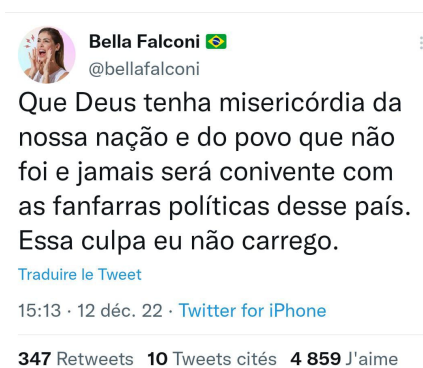 Bella Falconi 🇧🇷
@bellafalconi
Que Deus tenha misericórdia da
nossa nação e do povo que não
foi e jamais será conivente com
as fanfarras políticas desse país.
Essa culpa eu não carrego.
Traduire le Tweet
15:13 · 12 déc. 22 · Twitter for iPhone
347 Retweets 10 Tweets cités 4 859 J'aime